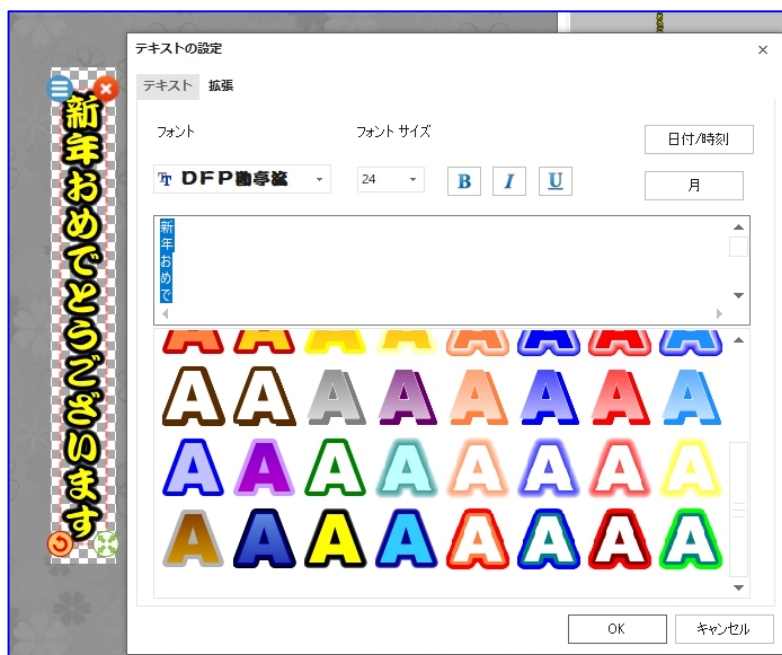 新年おめでとうございます
テキストの設定
テキスト 拡張
フォント フォント サイズ 日付/時刻
DFP勘亭流 24 B I U 月
新
年
お
め
で
A A A A A A A A
A A A A A A A A
A A A A A A A A
A A A A A A A A
OK キャンセル